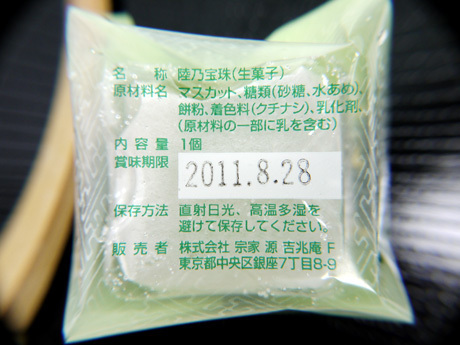 名称 陸乃宝珠(生菓子)
原材料名 マスカット、糖類(砂糖、水あめ)、
餅粉、着色料(クチナシ)、乳化剤、
(原材料の一部に乳を含む)
内容量 1個
賞味期限 2011.8.28
保存方法 直射日光、高温多湿を
避けて保存してください。
販売者 株式会社 宗家 源 吉兆庵 F
東京都中央区銀座7丁目8-9